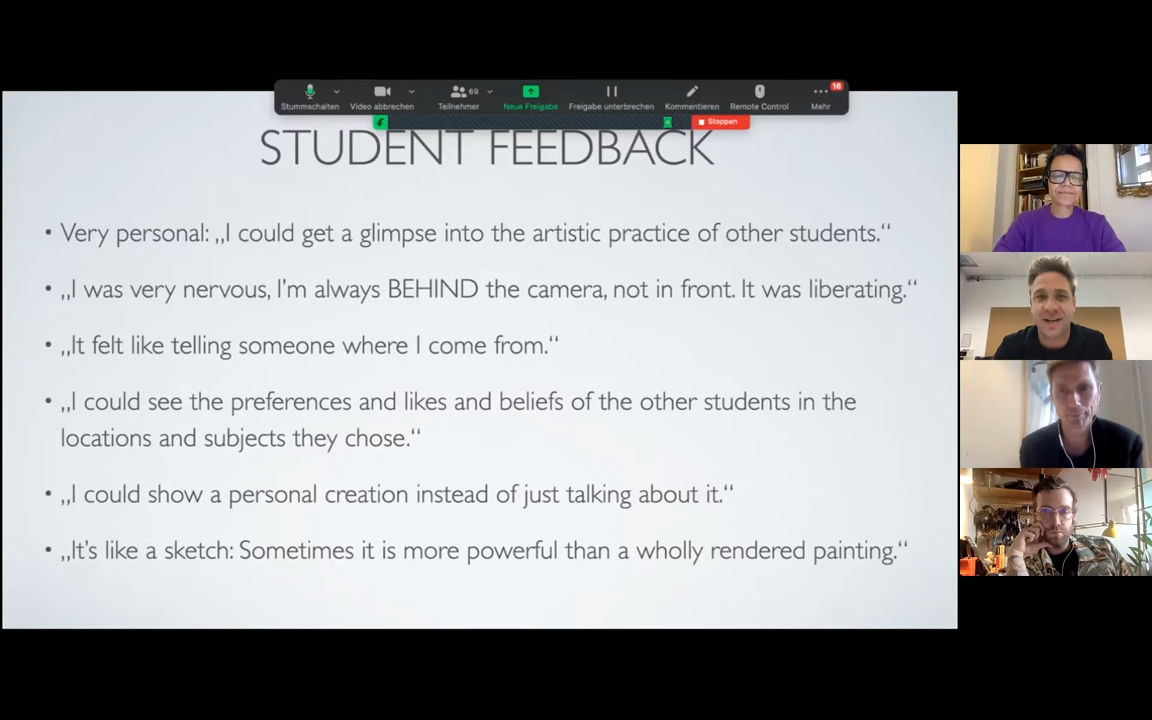 69
16
Stummschalten
Video abbrechen
Teilnehmer
Neue Freigabe
Freigabe unterbrechen
Kommentieren
Remote Control
Mehr
Stoppen
STUDENT FEEDBACK
• Very personal: „I could get a glimpse into the artistic practice of other students.“
• „I was very nervous, I’m always BEHIND the camera, not in front. It was liberating.“
• „It felt like telling someone where I come from.“
• „I could see the preferences and likes and beliefs of the other students in the
locations and subjects they chose.“
• „I could show a personal creation instead of just talking about it.“
• „It’s like a sketch: Sometimes it is more powerful than a wholly rendered painting.“